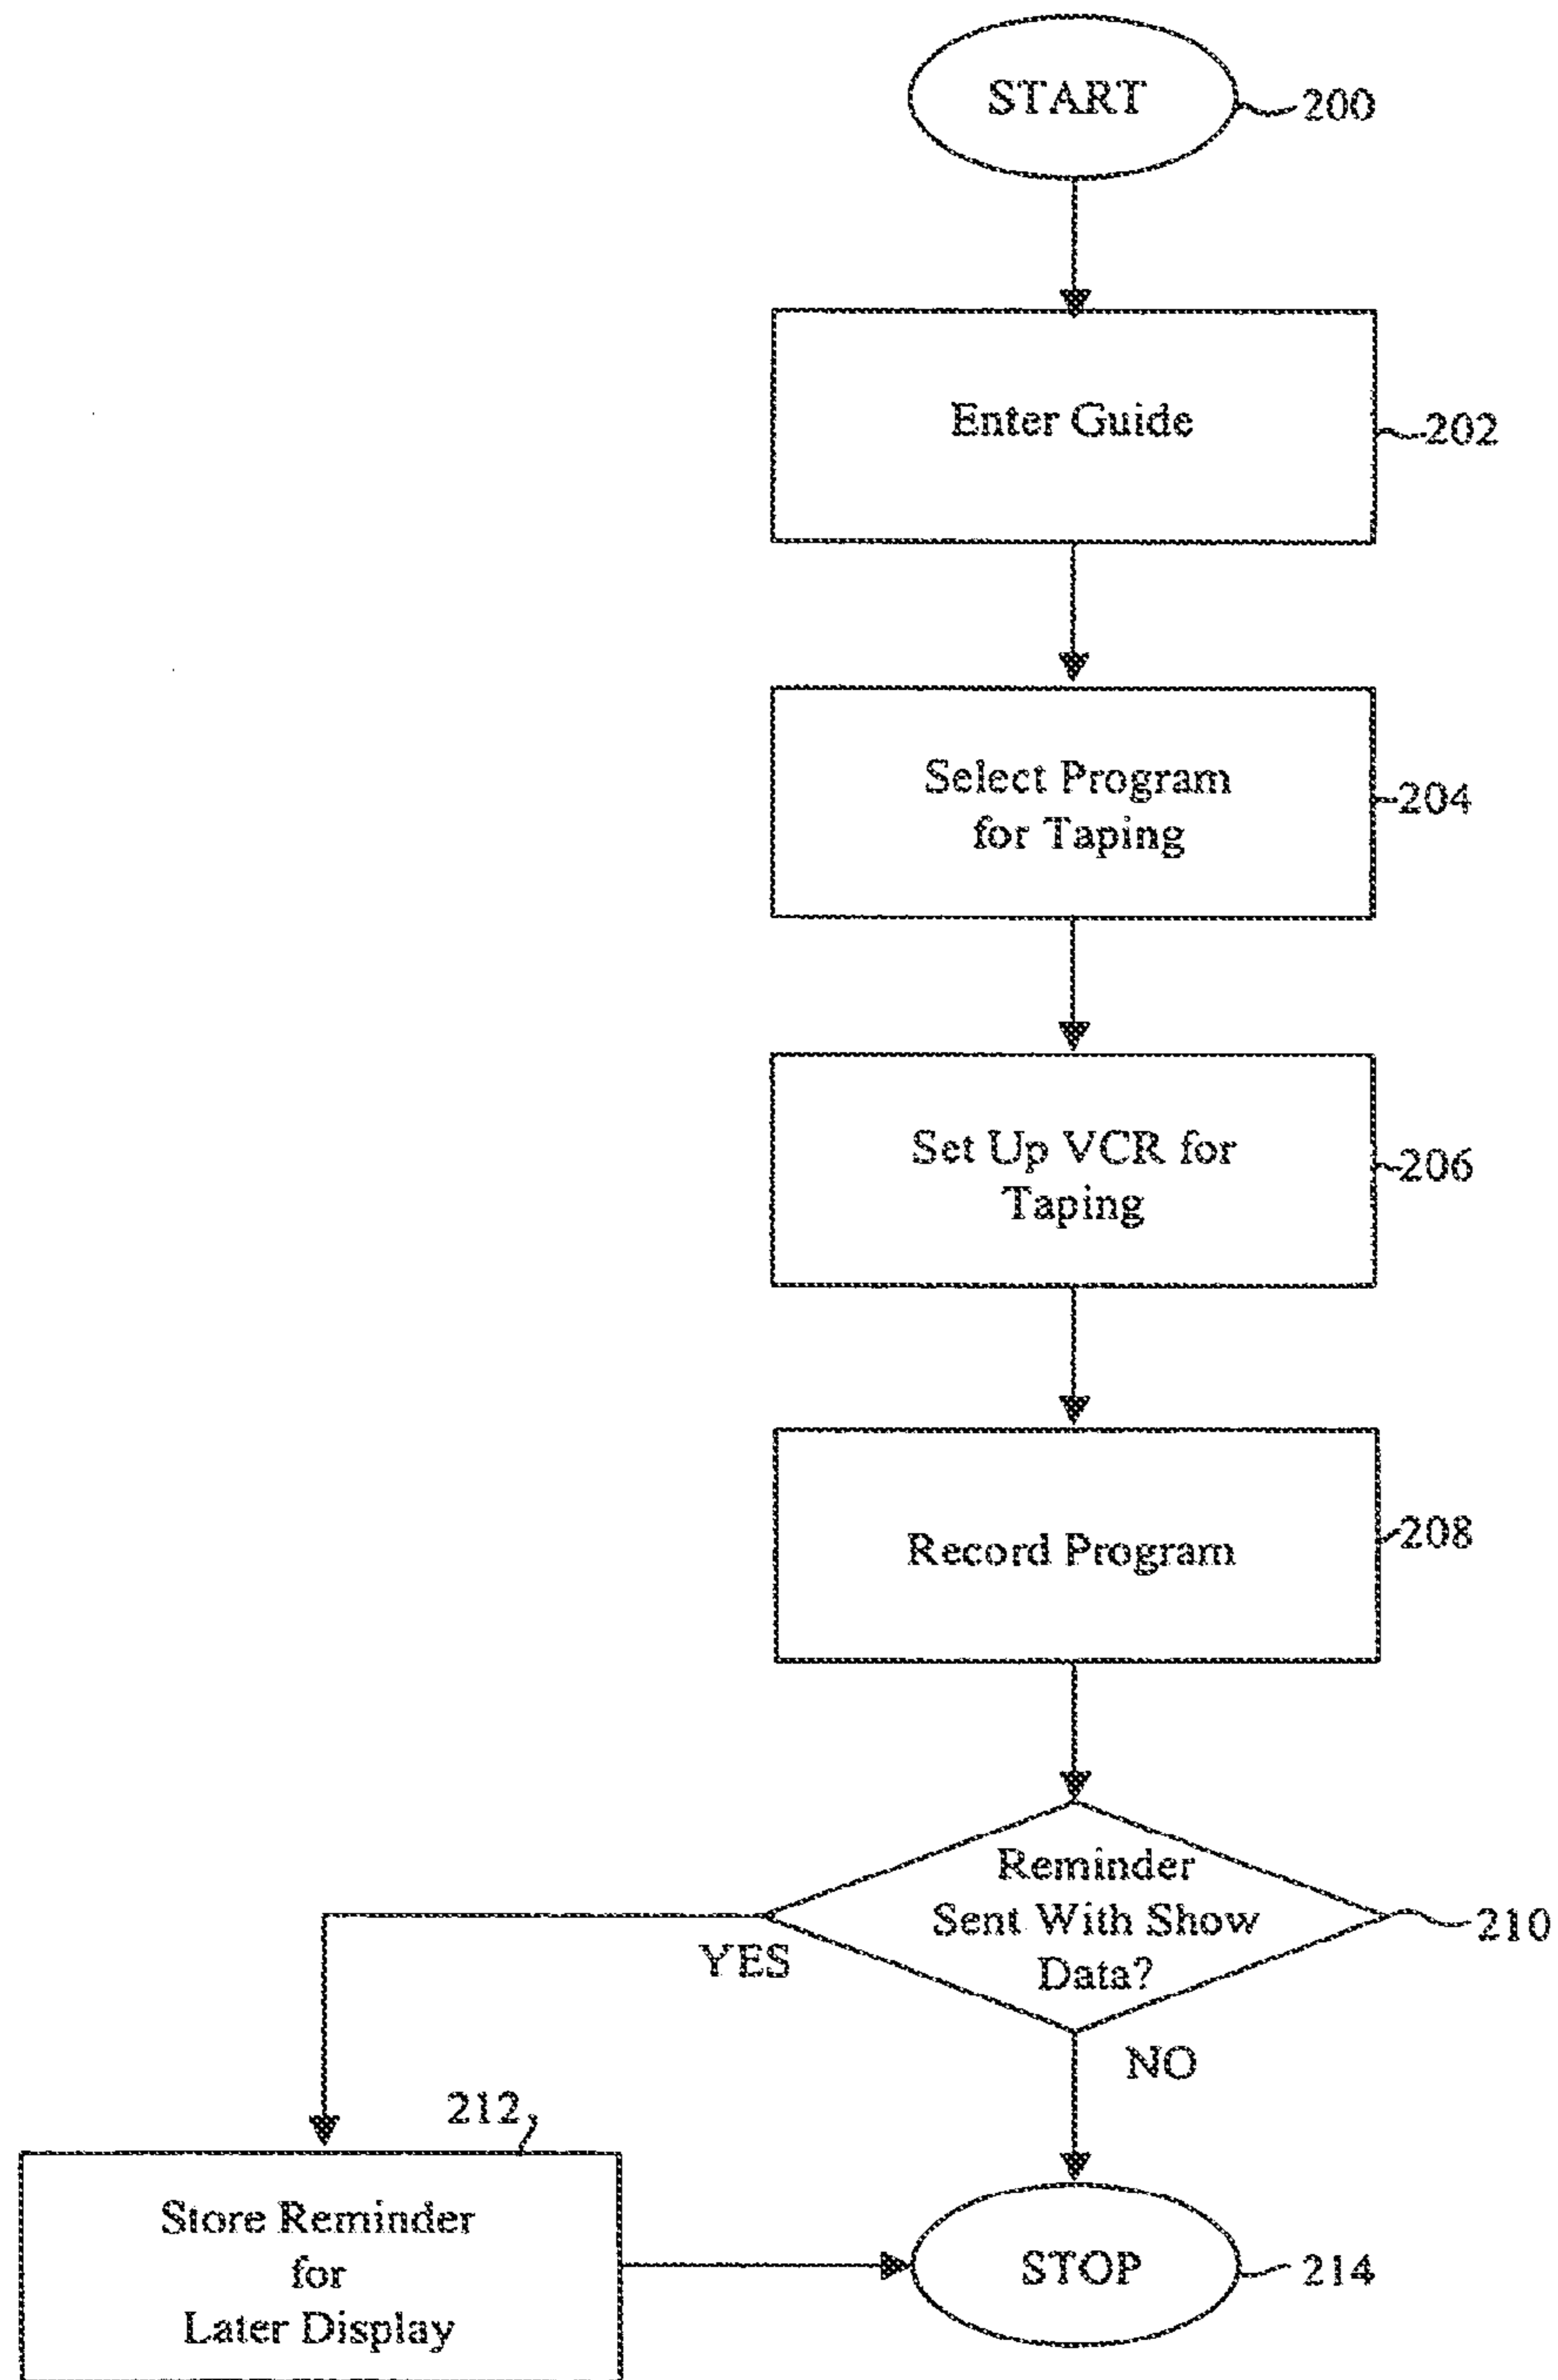 START
200
Enter Guide
202
Select Program
for Taping
204
Set Up VCR for
Taping
206
Record Program
208
Reminder
Sent With Show
Data?
210
YES
NO
212
Store Reminder
for
Later Display
STOP
214